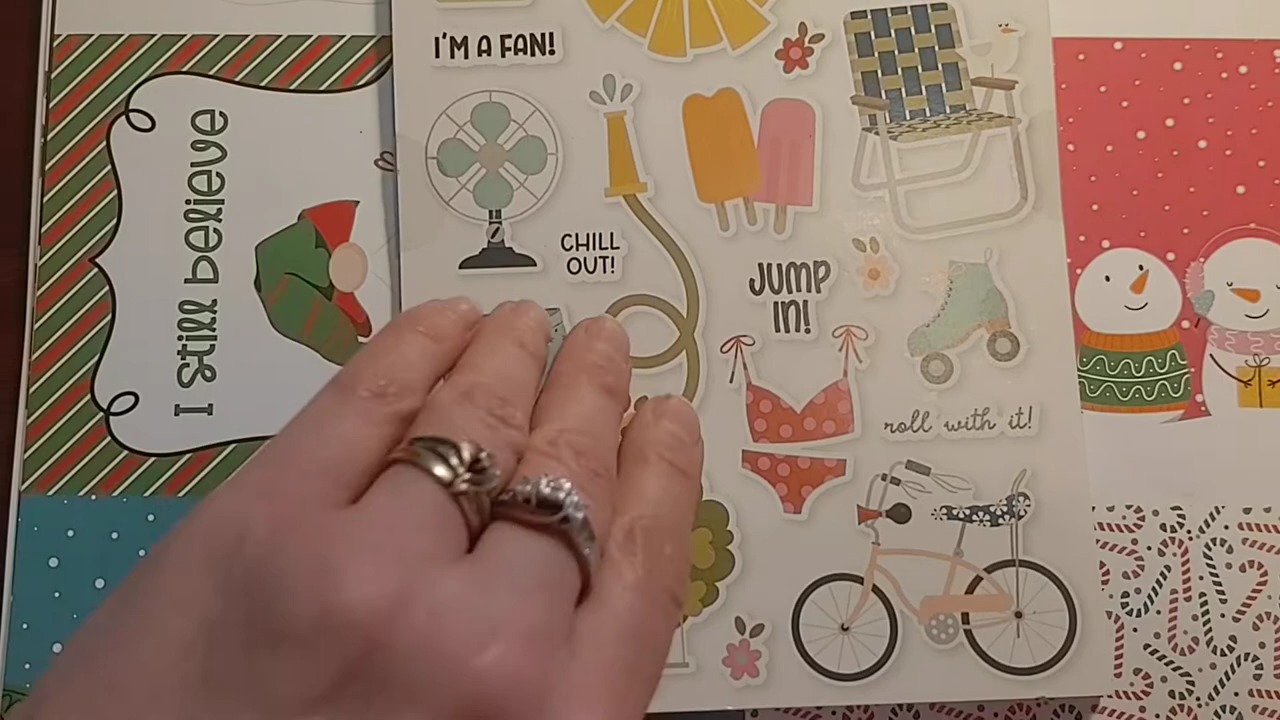 I'M A FAN!
I still believe
CHILL
OUT!
JUMP
IN!
roll with it!